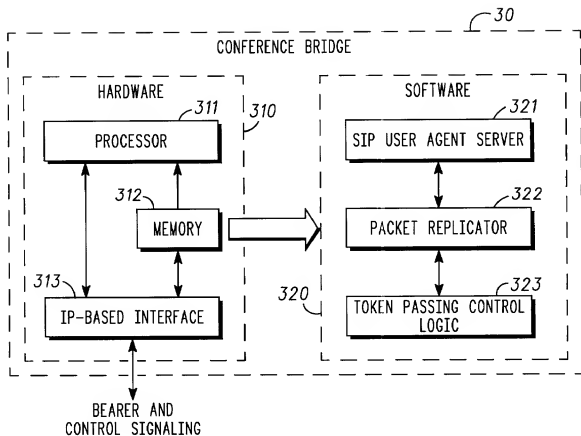 30
CONFERENCE BRIDGE
HARDWARE
311
PROCESSOR
310
312
MEMORY
313
IP-BASED INTERFACE
BEARER AND
CONTROL SIGNALING
SOFTWARE
321
SIP USER AGENT SERVER
322
PACKET REPLICATOR
323
320
TOKEN PASSING CONTROL
LOGIC